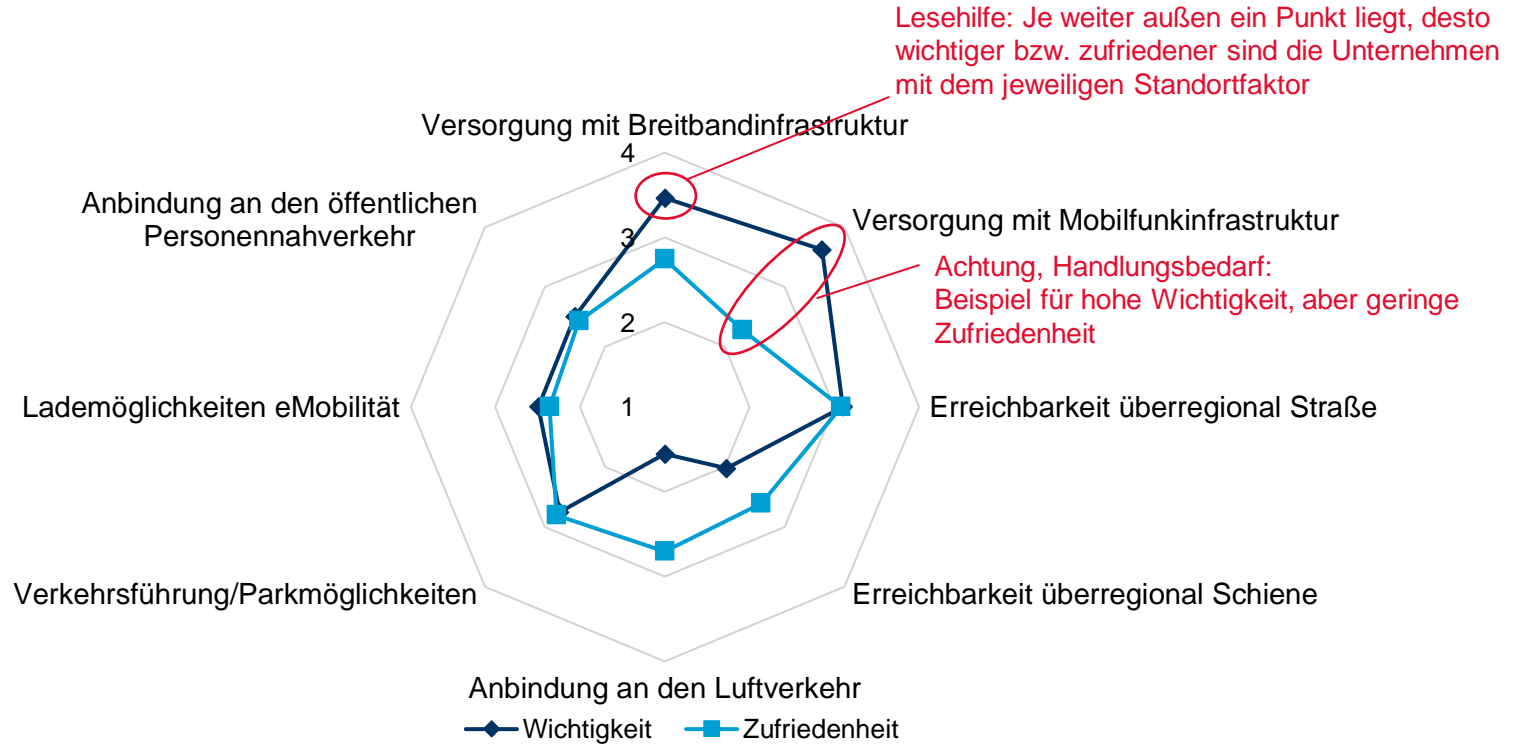 Lesehilfe: Je weiter außen ein Punkt liegt, desto
wichtiger bzw. zufriedener sind die Unternehmen
mit dem jeweiligen Standortfaktor
Versorgung mit Breitbandinfrastruktur
4
Anbindung an den öffentlichen
Personennahverkehr
Versorgung mit Mobilfunkinfrastruktur
3
Achtung, Handlungsbedarf:
Beispiel für hohe Wichtigkeit, aber geringe
Zufriedenheit
2
Lademöglichkeiten eMobilität
1
Erreichbarkeit überregional Straße
Verkehrsführung/Parkmöglichkeiten
Erreichbarkeit überregional Schiene
Anbindung an den Luftverkehr
Wichtigkeit
Zufriedenheit